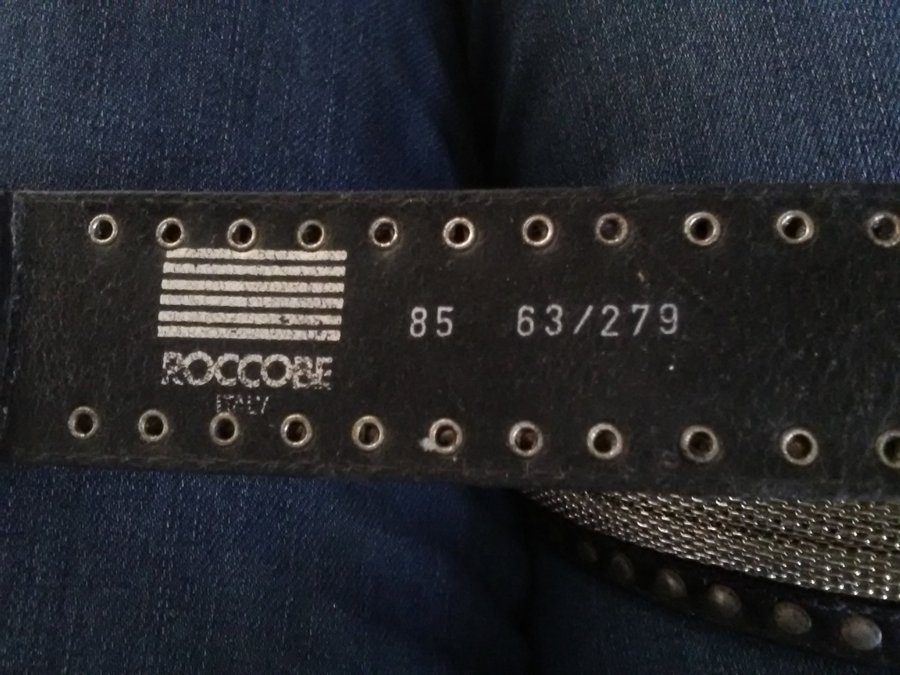 85 63/279
ROCCOBE
ITALY